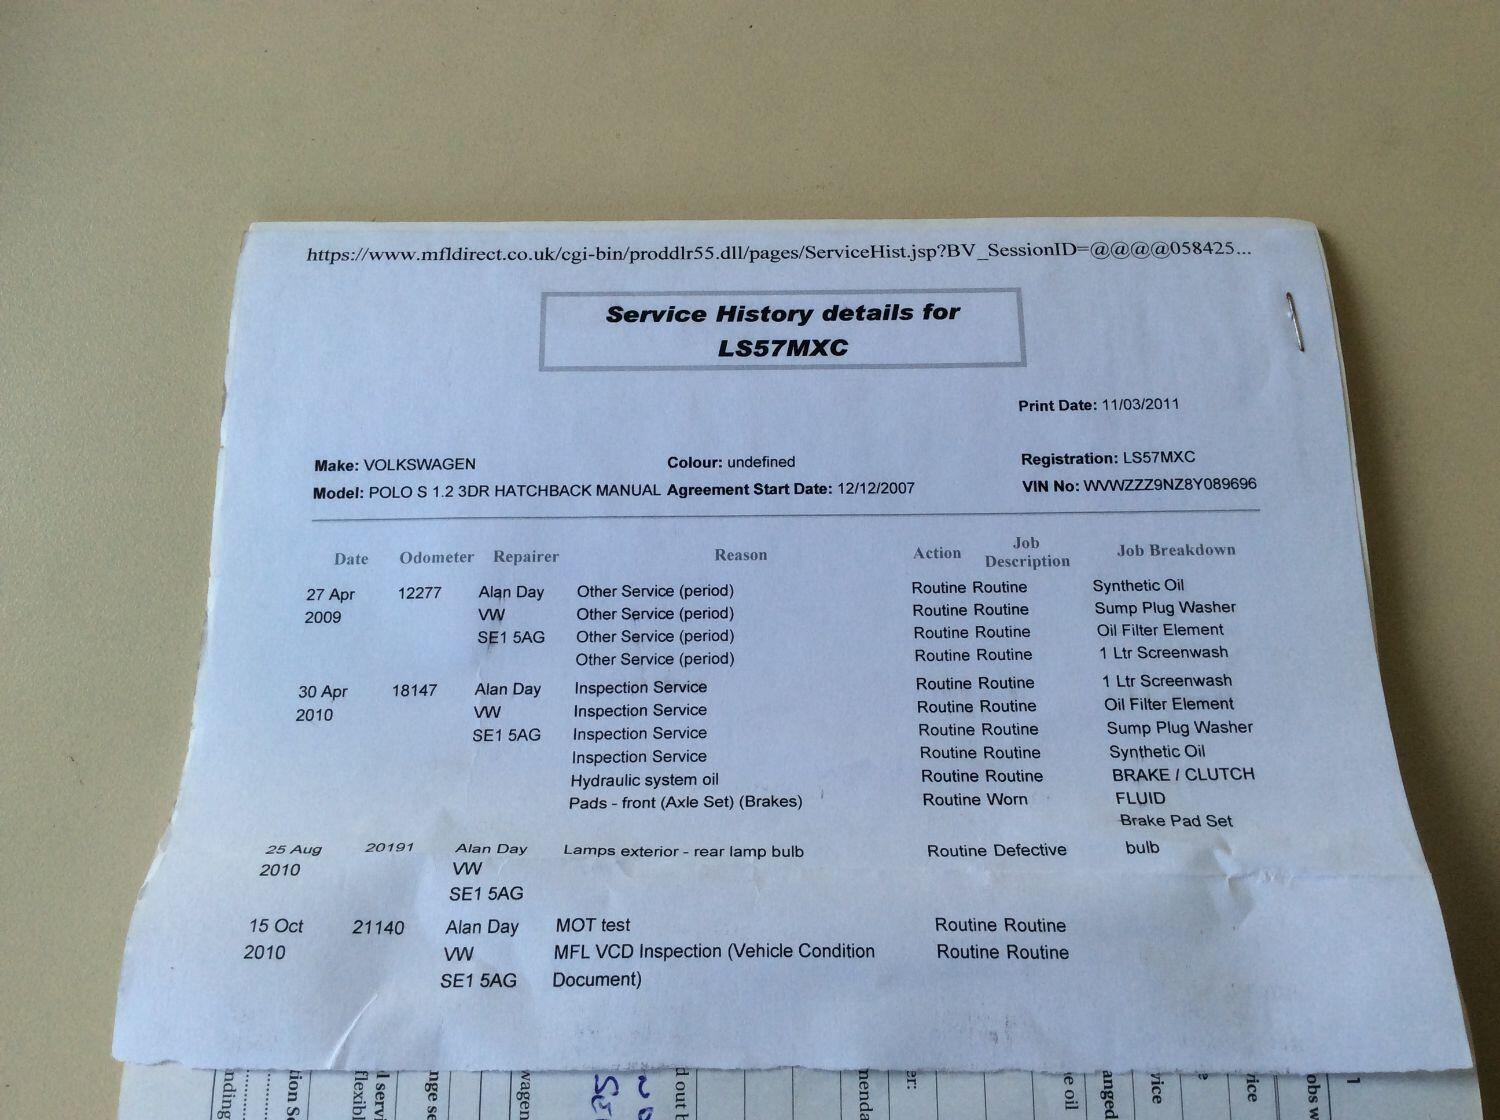 https://www.mfldirect.co.uk/cgi-bin/proddlr55.dll/pages/ServiceHist.jsp?BV_SessionID=@@@@058425...
Service History details for
LS57MXC
Print Date: 11/03/2011
Make: VOLKSWAGEN Colour: undefined Registration: LS57MXC
Model: POLO S 1.2 3DR HATCHBACK MANUAL Agreement Start Date: 12/12/2007 VIN No: WVWZZZ9NZ8Y089696
Date Odometer Repairer Reason Action Job Description Job Breakdown
27 Apr 12277 Alan Day Other Service (period) Routine Routine Synthetic Oil
2009 VW Other Service (period) Routine Routine Sump Plug Washer
SE1 5AG Other Service (period) Routine Routine Oil Filter Element
Other Service (period) Routine Routine 1 Ltr Screenwash
30 Apr 18147 Alan Day Inspection Service Routine Routine 1 Ltr Screenwash
2010 VW Inspection Service Routine Routine Oil Filter Element
SE1 5AG Inspection Service Routine Routine Sump Plug Washer
Inspection Service Routine Routine Synthetic Oil
Hydraulic system oil Routine Routine BRAKE / CLUTCH
Pads - front (Axle Set) (Brakes) Routine Worn FLUID
Brake Pad Set
25 Aug 20191 Alan Day Lamps exterior - rear lamp bulb Routine Defective bulb
2010 VW
SE1 5AG
15 Oct 21140 Alan Day MOT test Routine Routine
2010 VW MFL VCD Inspection (Vehicle Condition Routine Routine
SE1 5AG Document)